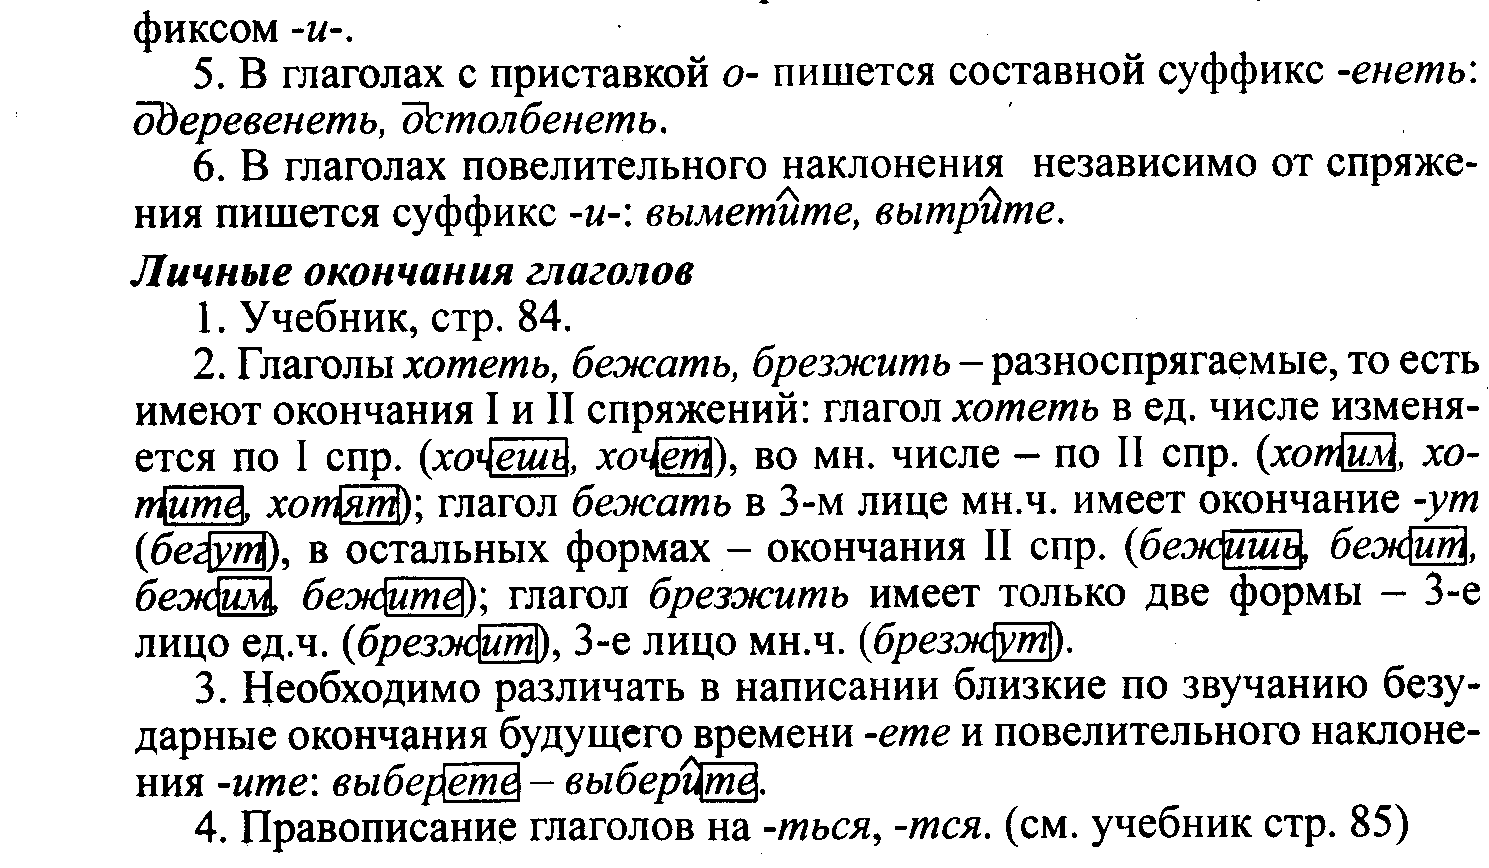 фиксом -и-.
5. В глаголах с приставкой о- пишется составной суффикс -енеть:
одеревенеть, остолбенеть.
6. В глаголах повелительного наклонения независимо от спряже-
ния пишется суффикс -и-: выметите, вытрите.
Личные окончания глаголов
1. Учебник, стр. 84.
2. Глаголы хотеть, бежать, брезжить – разноспрягаемые, то есть
имеют окончания I и II спряжений: глагол хотеть в ед. числе изменя-
ется по I спр. (хочешь, хочет), во мн. числе – по II спр. (хотим, хо-
тите, хотят); глагол бежать в 3-м лице мн.ч. имеет окончание -ут
(бегут), в остальных формах – окончания II спр. (бежишь, бежит,
бежим, бежите); глагол брезжить имеет только две формы – 3-е
лицо ед.ч. (брезжит), 3-е лицо мн.ч. (брезжут).
3. Необходимо различать в написании близкие по звучанию безу-
дарные окончания будущего времени -ете и повелительного наклоне-
ния -ите: выберете – выберите.
4. Правописание глаголов на -ться, -тся. (см. учебник стр. 85)